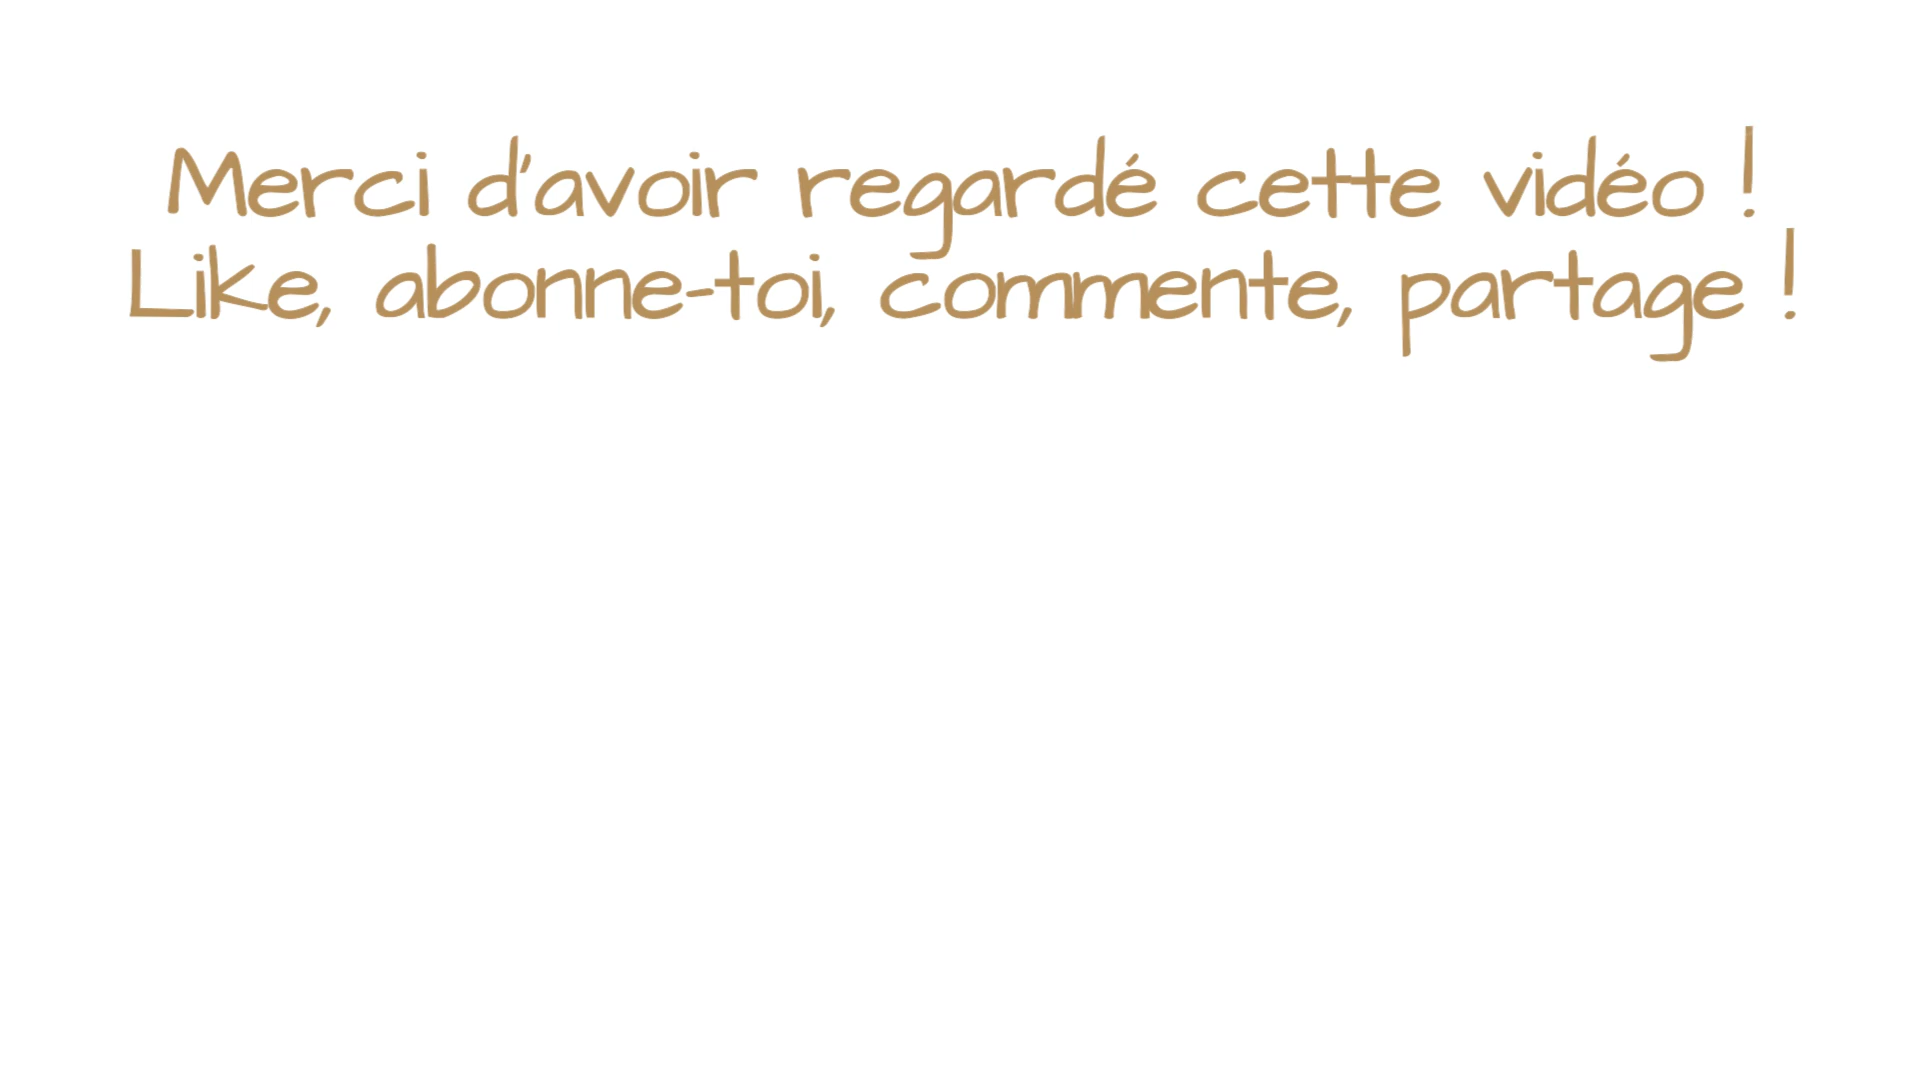 Merci d'avoir regardé cette vidéo !
Like, abonne-toi, commente, partage !